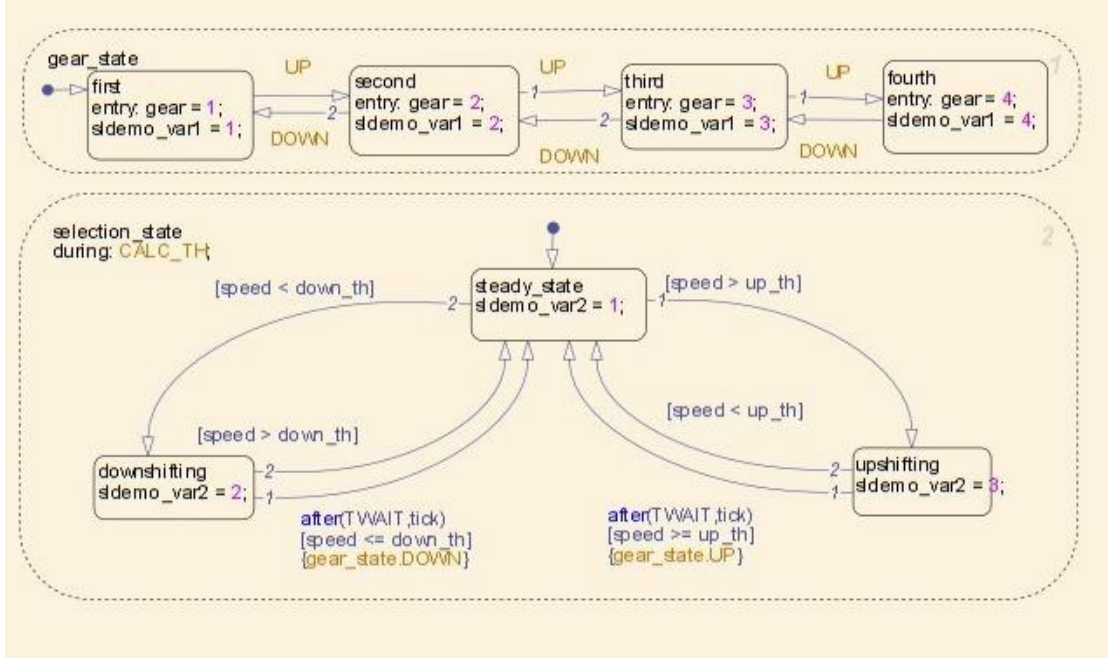 gear_state
1
first
entry: gear = 1;
sldemo_var1 = 1;
UP
2
DOWN
second
entry: gear = 2;
sldemo_var1 = 2;
UP
1
2
DOWN
third
entry: gear = 3;
sldemo_var1 = 3;
UP
1
DOWN
fourth
entry: gear = 4;
sldemo_var1 = 4;
selection_state
during: CALC_TH;
2
[speed < down_th]
2
steady_state
sldemo_var2 = 1;
1
[speed > up_th]
[speed > down_th]
[speed < up_th]
downshifting
sldemo_var2 = 2;
2
1
2
1
upshifting
sldemo_var2 = 3;
after(TWAIT,tick)
[speed <= down_th]
{gear_state.DOWN}
after(TWAIT,tick)
[speed >= up_th]
{gear_state.UP}